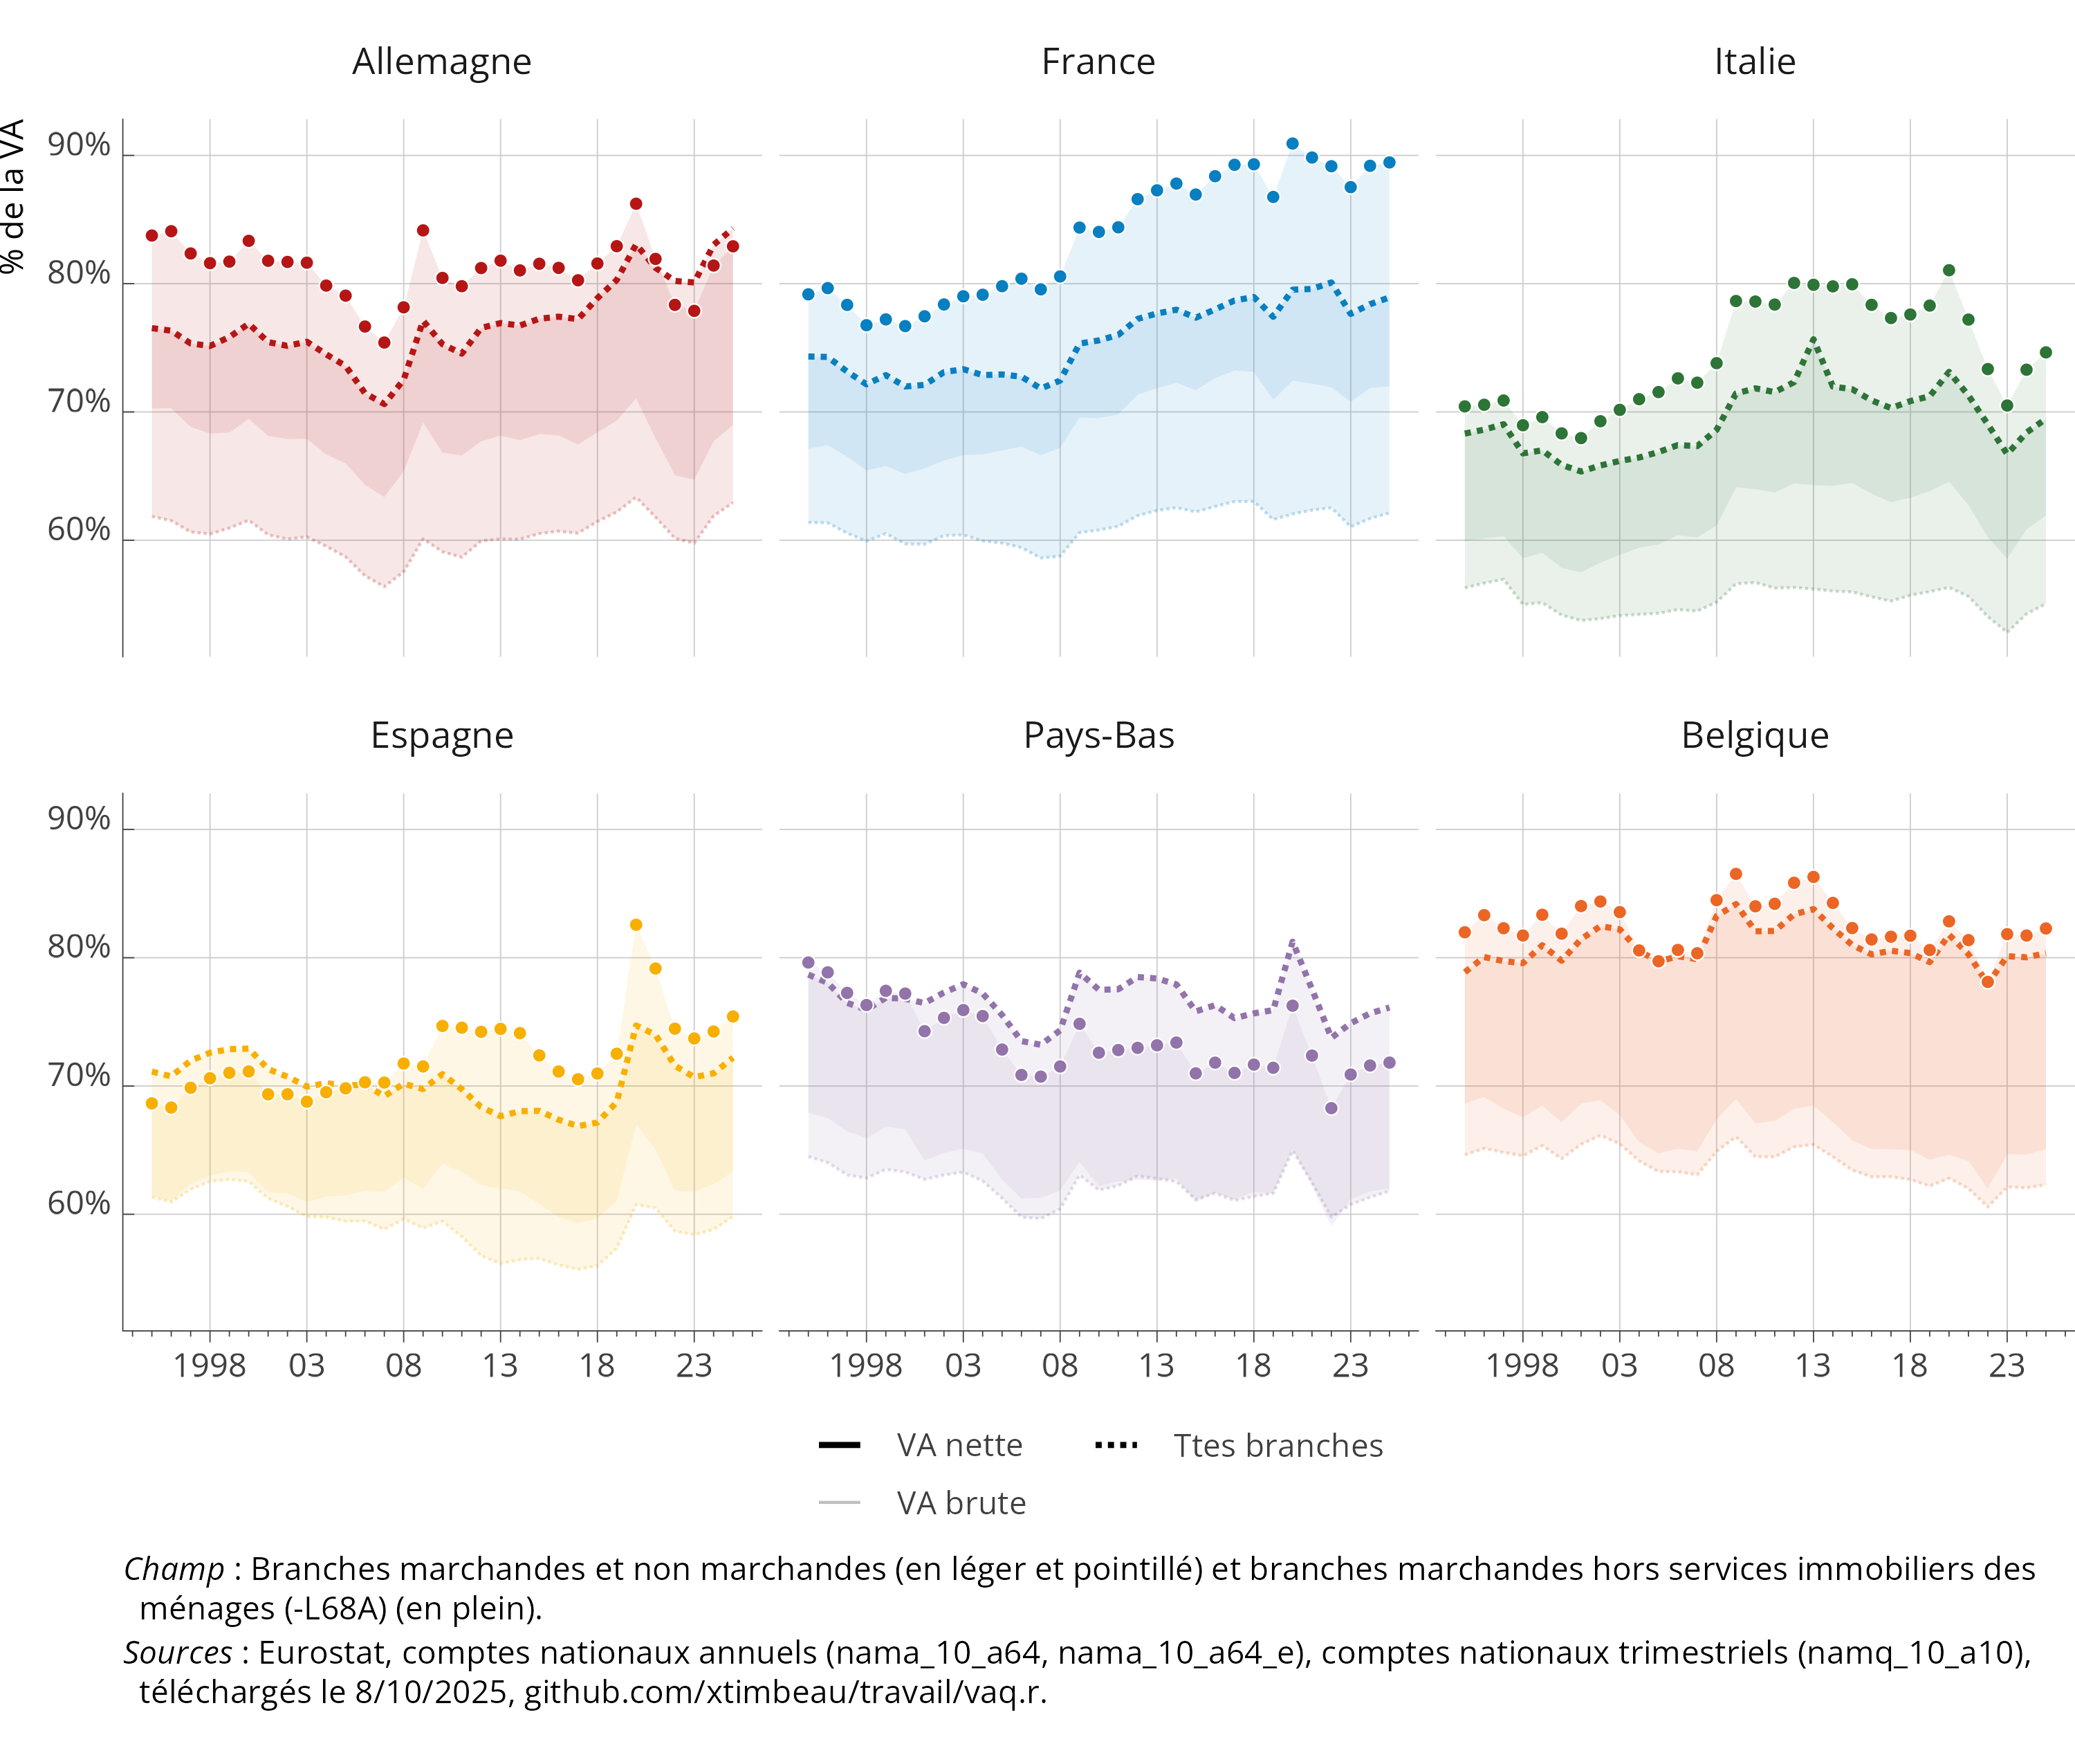 Allemagne
France
Italie
% de la VA
90%
80%
70%
60%
Espagne
Pays-Bas
Belgique
90%
80%
70%
60%
1998 03 08 13 18 23
1998 03 08 13 18 23
1998 03 08 13 18 23
VA nette
Ttes branches
VA brute
Champ : Branches marchandes et non marchandes (en léger et pointillé) et branches marchandes hors services immobiliers des
ménages (-L68A) (en plein).
Sources : Eurostat, comptes nationaux annuels (nama_10_a64, nama_10_a64_e), comptes nationaux trimestriels (namq_10_a10),
téléchargés le 8/10/2025, github.com/xtimbeau/travail/vaq.r.